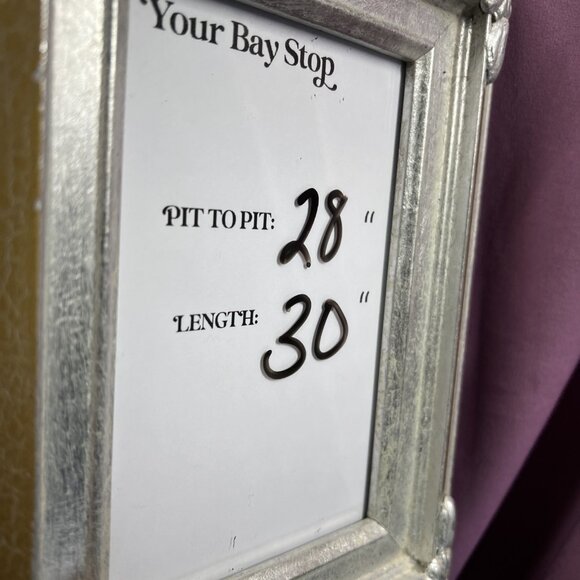 Your Bay Stop
PIT TO PIT: 28 "
LENGTH: 30 "